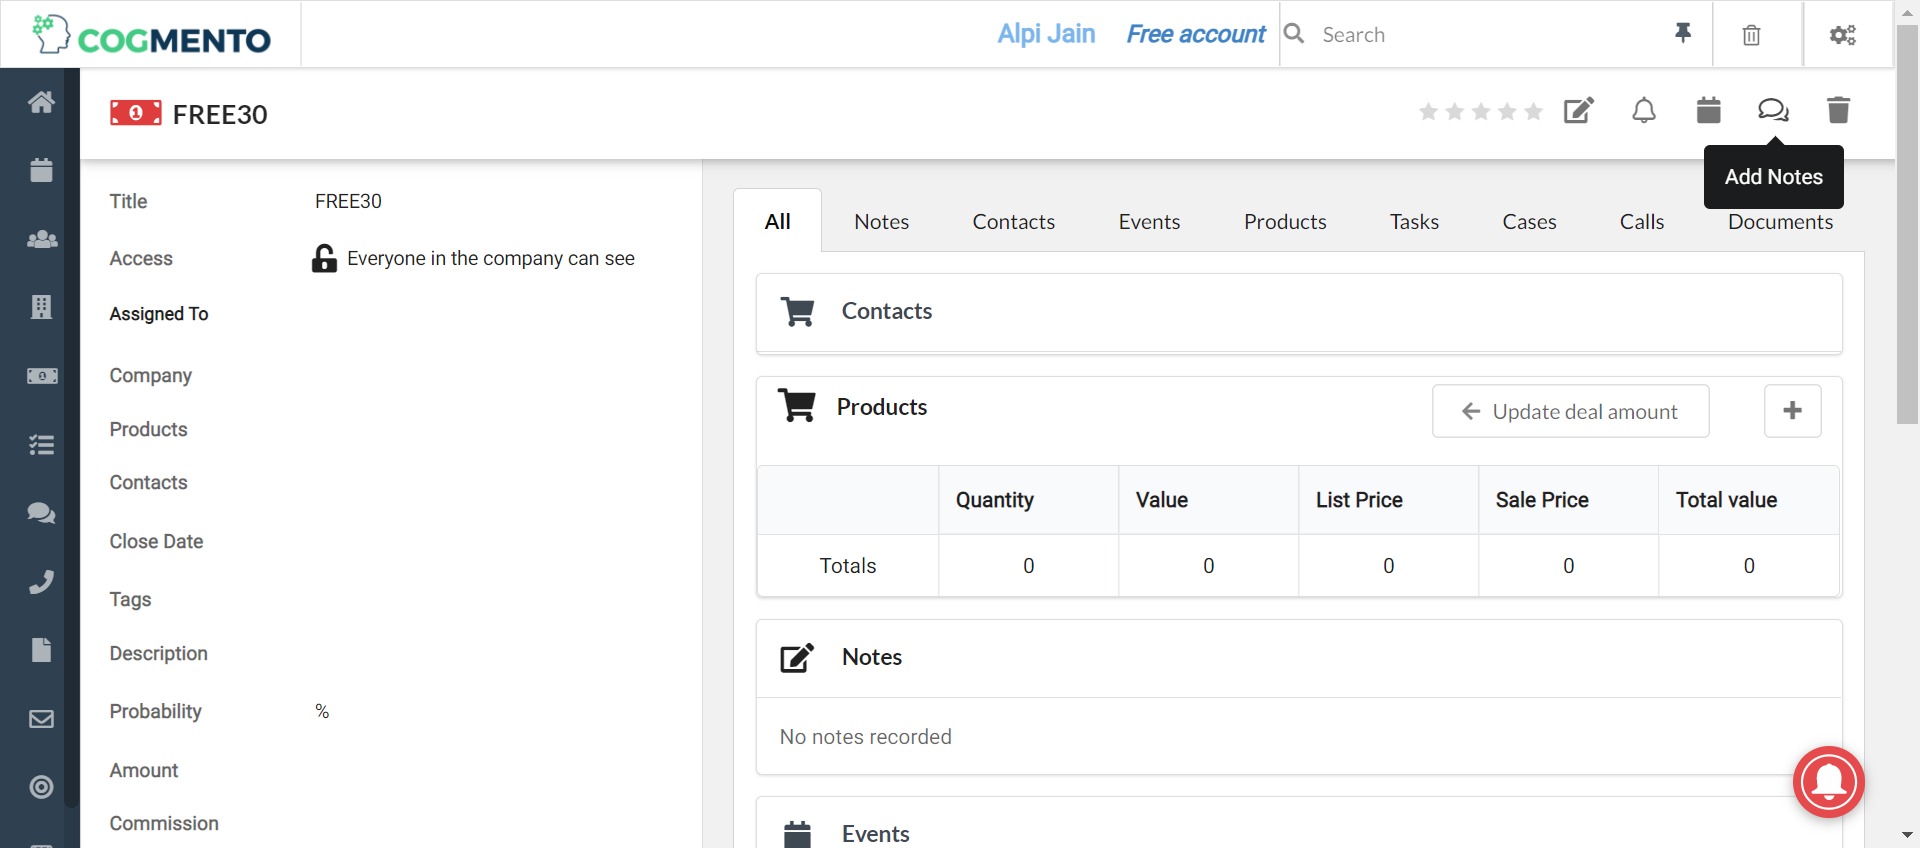 COGMENTO
Alpi Jain
Free account
Search
FREE30
Add Notes
Title FREE30
Access Everyone in the company can see
Assigned To
Company
Products
Contacts
Close Date
Tags
Description
Probability %
Amount
Commission
All Notes Contacts Events Products Tasks Cases Calls Documents
Contacts
Products
Update deal amount
Quantity Value List Price Sale Price Total value
Totals 0 0 0 0 0
Notes
No notes recorded
Events